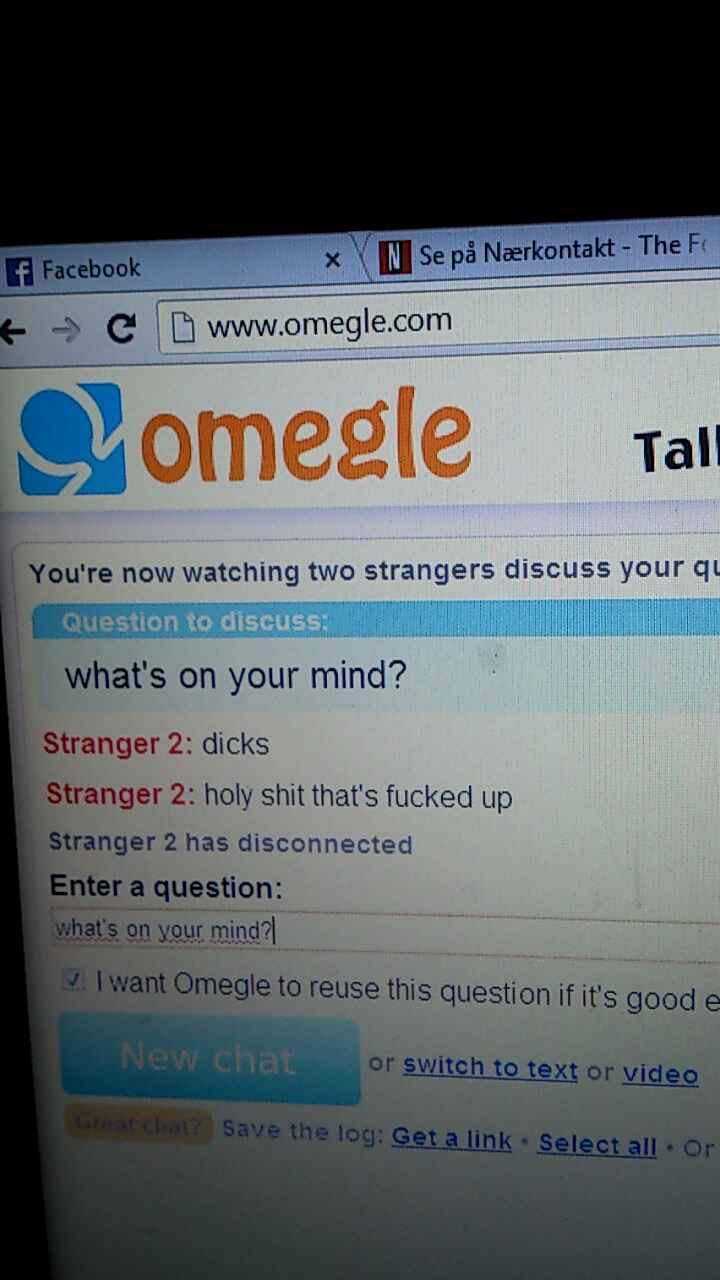 Facebook × N Se på Nærkontakt - The F
www.omegle.com
omegle
Tal
You're now watching two strangers discuss your qu
Question to discuss:
what's on your mind?
Stranger 2: dicks
Stranger 2: holy shit that's fucked up
Stranger 2 has disconnected
Enter a question:
what's on your mind?
I want Omegle to reuse this question if it's good e
New chat or switch to text or video
Great chat? Save the log: Get a link • Select all • Or